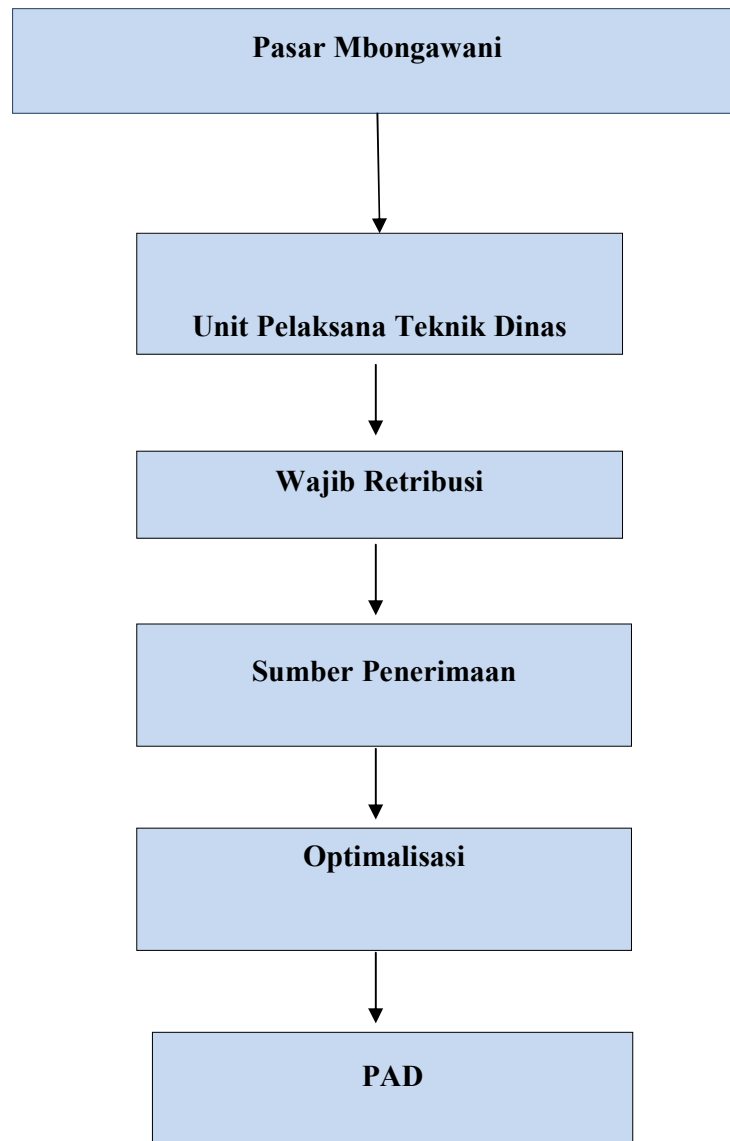 Pasar Mbongawani
Unit Pelaksana Teknik Dinas
Wajib Retribusi
Sumber Penerimaan
Optimalisasi
PAD